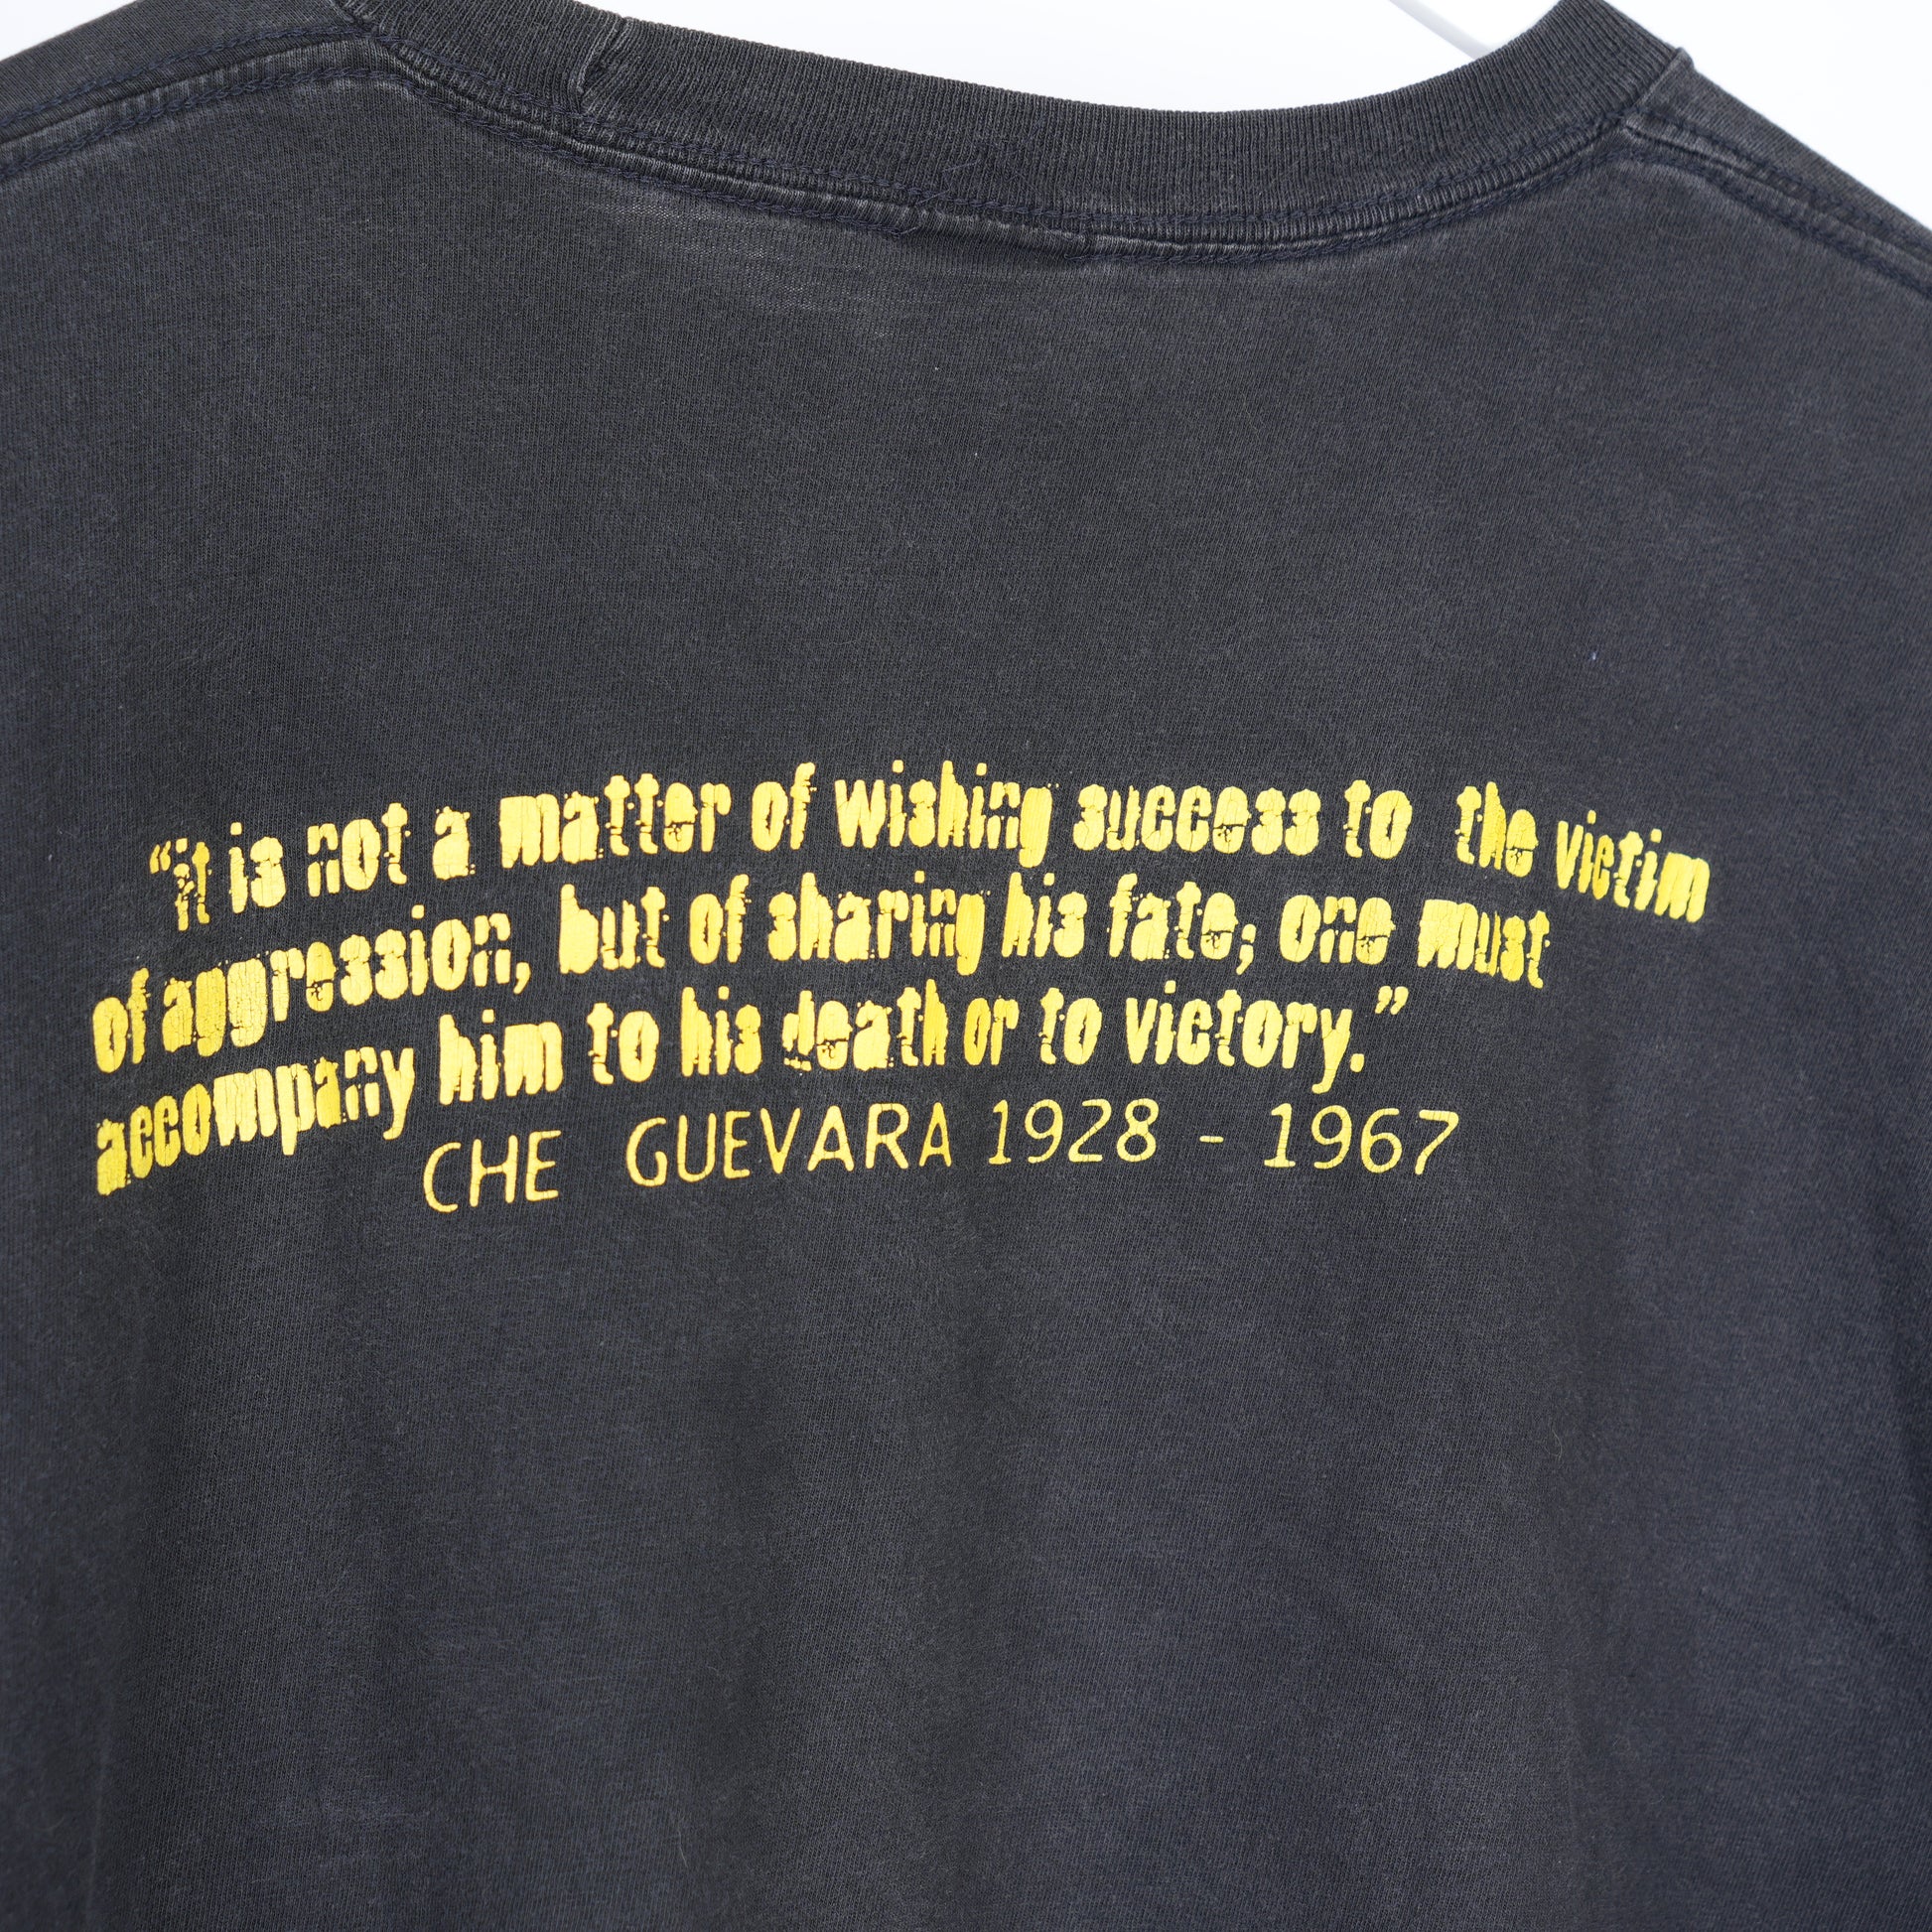 “it is not a matter of wishing success to the victim
of aggression, but of sharing his fate; one must
accompany him to his death or to victory.”
CHE GUEVARA 1928 - 1967